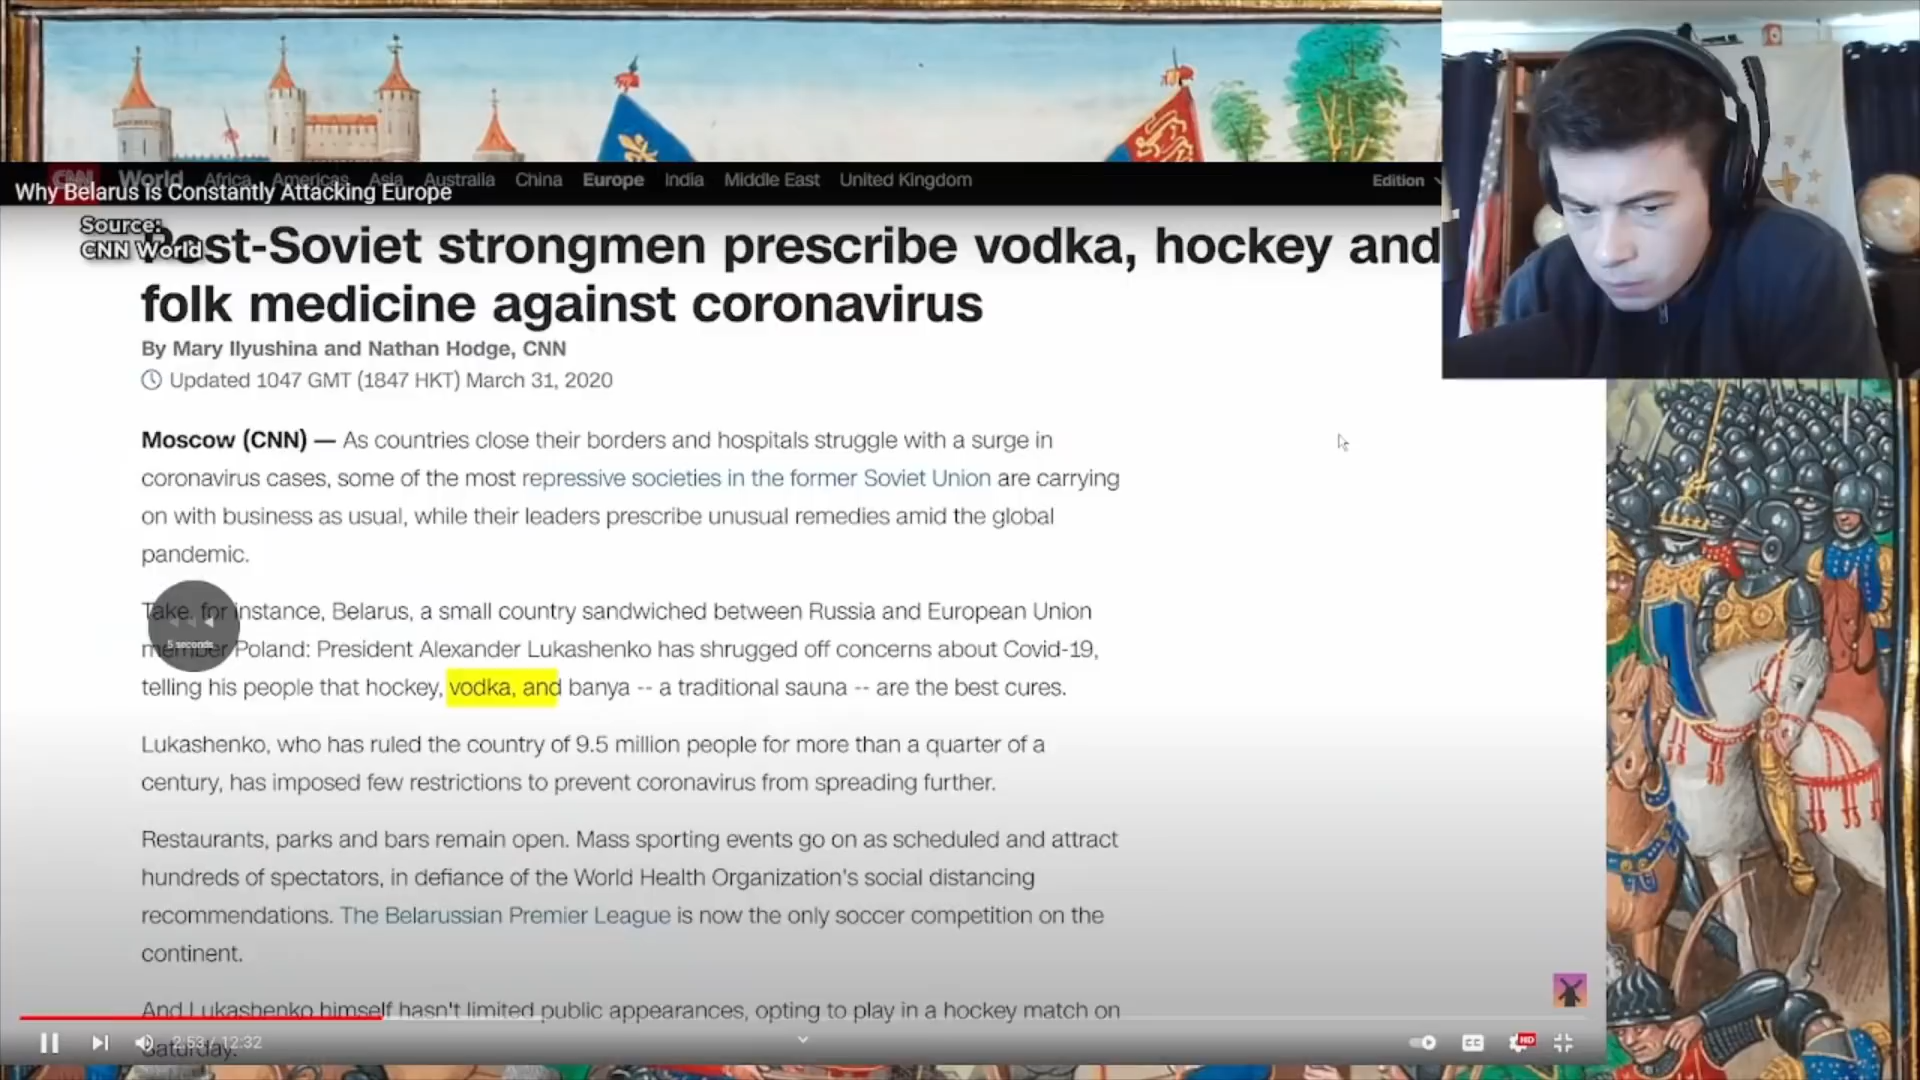 CNN World Africa Americas Asia Australia China Europe India Middle East United Kingdom Edition
Why Belarus is Constantly Attacking Europe
Source:
CNN World
Post-Soviet strongmen prescribe vodka, hockey and
folk medicine against coronavirus
By Mary Ilyushina and Nathan Hodge, CNN
Updated 1047 GMT (1847 HKT) March 31, 2020
Moscow (CNN) — As countries close their borders and hospitals struggle with a surge in
coronavirus cases, some of the most repressive societies in the former Soviet Union are carrying
on with business as usual, while their leaders prescribe unusual remedies amid the global
pandemic.
Take, for instance, Belarus, a small country sandwiched between Russia and European Union
member Poland: President Alexander Lukashenko has shrugged off concerns about Covid-19,
5 seconds
telling his people that hockey, vodka, and banya -- a traditional sauna -- are the best cures.
Lukashenko, who has ruled the country of 9.5 million people for more than a quarter of a
century, has imposed few restrictions to prevent coronavirus from spreading further.
Restaurants, parks and bars remain open. Mass sporting events go on as scheduled and attract
hundreds of spectators, in defiance of the World Health Organization's social distancing
recommendations. The Belarussian Premier League is now the only soccer competition on the
continent.
And Lukashenko himself hasn't limited public appearances, opting to play in a hockey match on
Saturday.
2:53 / 12:32
CC
HD